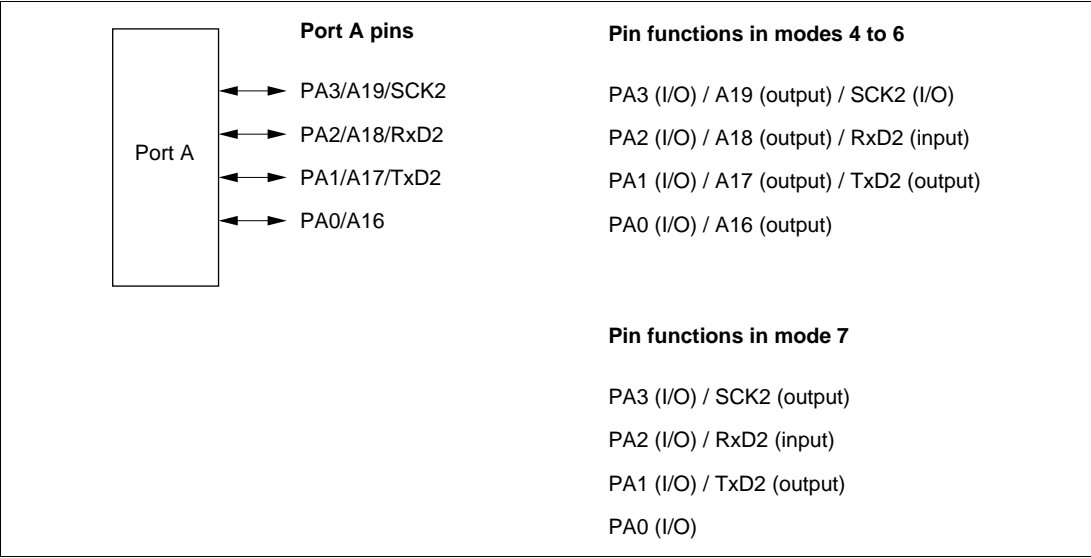 Port A
Port A pins
PA3/A19/SCK2
PA2/A18/RxD2
PA1/A17/TxD2
PA0/A16
Pin functions in modes 4 to 6
PA3 (I/O) / A19 (output) / SCK2 (I/O)
PA2 (I/O) / A18 (output) / RxD2 (input)
PA1 (I/O) / A17 (output) / TxD2 (output)
PA0 (I/O) / A16 (output)
Pin functions in mode 7
PA3 (I/O) / SCK2 (output)
PA2 (I/O) / RxD2 (input)
PA1 (I/O) / TxD2 (output)
PA0 (I/O)